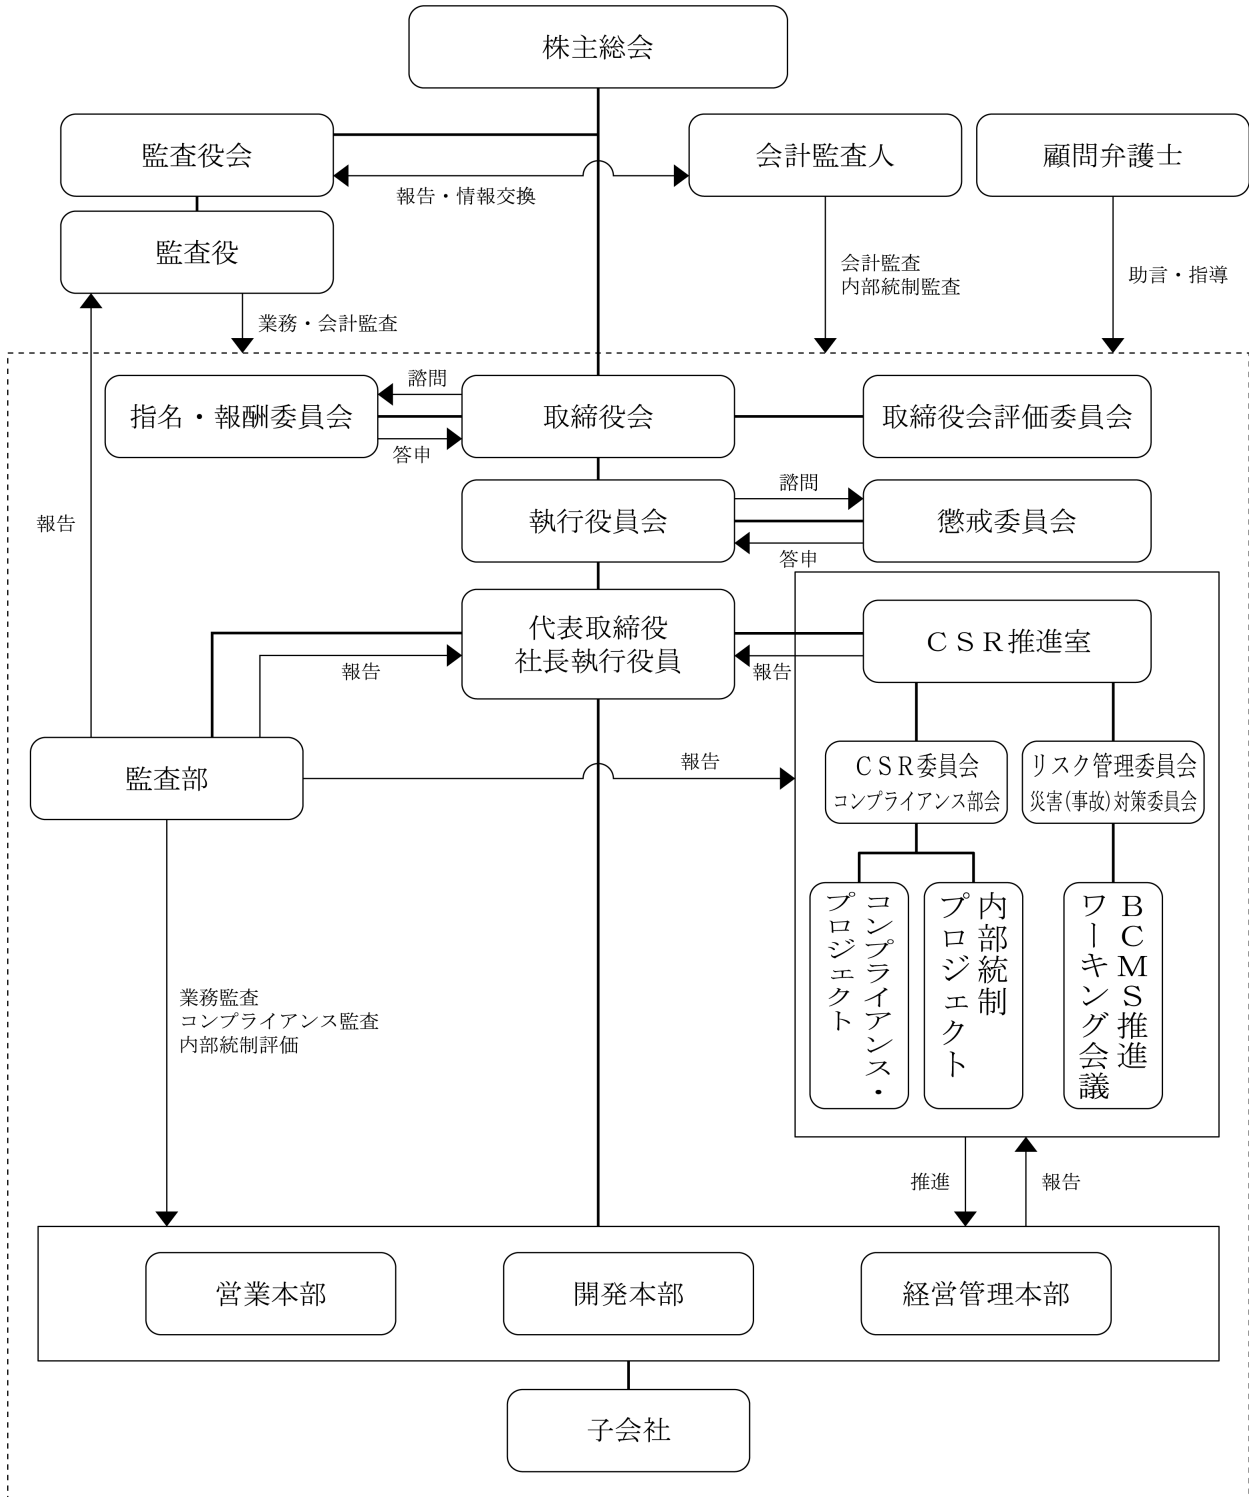 株主総会
監査役会
会計監査人
顧問弁護士
報告・情報交換
監査役
会計監査
内部統制監査
助言・指導
業務・会計監査
諮問
指名・報酬委員会
取締役会
取締役会評価委員会
答申
諮問
報告
執行役員会
懲戒委員会
答申
代表取締役
社長執行役員
CSR推進室
報告
報告
監査部
報告
CSR委員会
コンプライアンス部会
リスク管理委員会
災害(事故)対策委員会
コンプライアンス・
プロジェクト
内部統制
プロジェクト
BCMS推進
ワーキング会議
業務監査
コンプライアンス監査
内部統制評価
推進
報告
営業本部
開発本部
経営管理本部
子会社